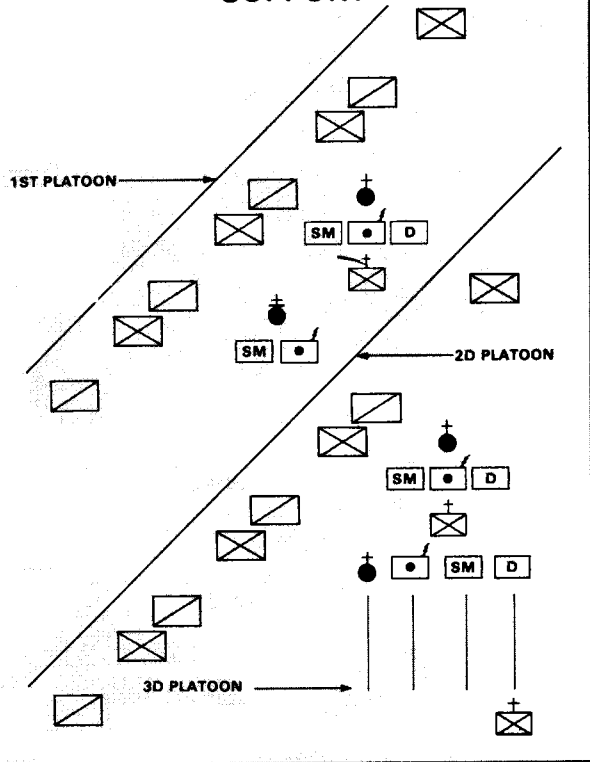 SUPPORT
1ST PLATOON
SM D
SM
2D PLATOON
SM D
SM D
3D PLATOON